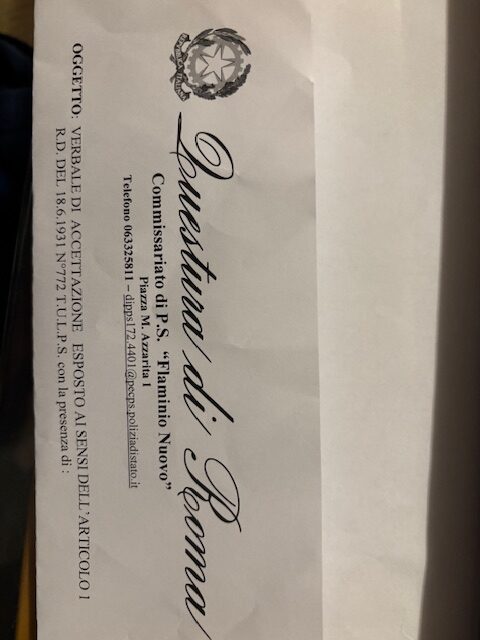 Questura di Roma
Commissariato di P.S. “Flaminio Nuovo”
Piazza M. Azzarita 1
Telefono 063325811 – dipps172.4401@pecps.poliziadistato.it
OGGETTO: VERBALE DI ACCETTAZIONE ESPOSTO AI SENSI DELL’ARTICOLO 1
R.D. DEL 18.6.1931 N°772 T.U.L.P.S. con la presenza di :